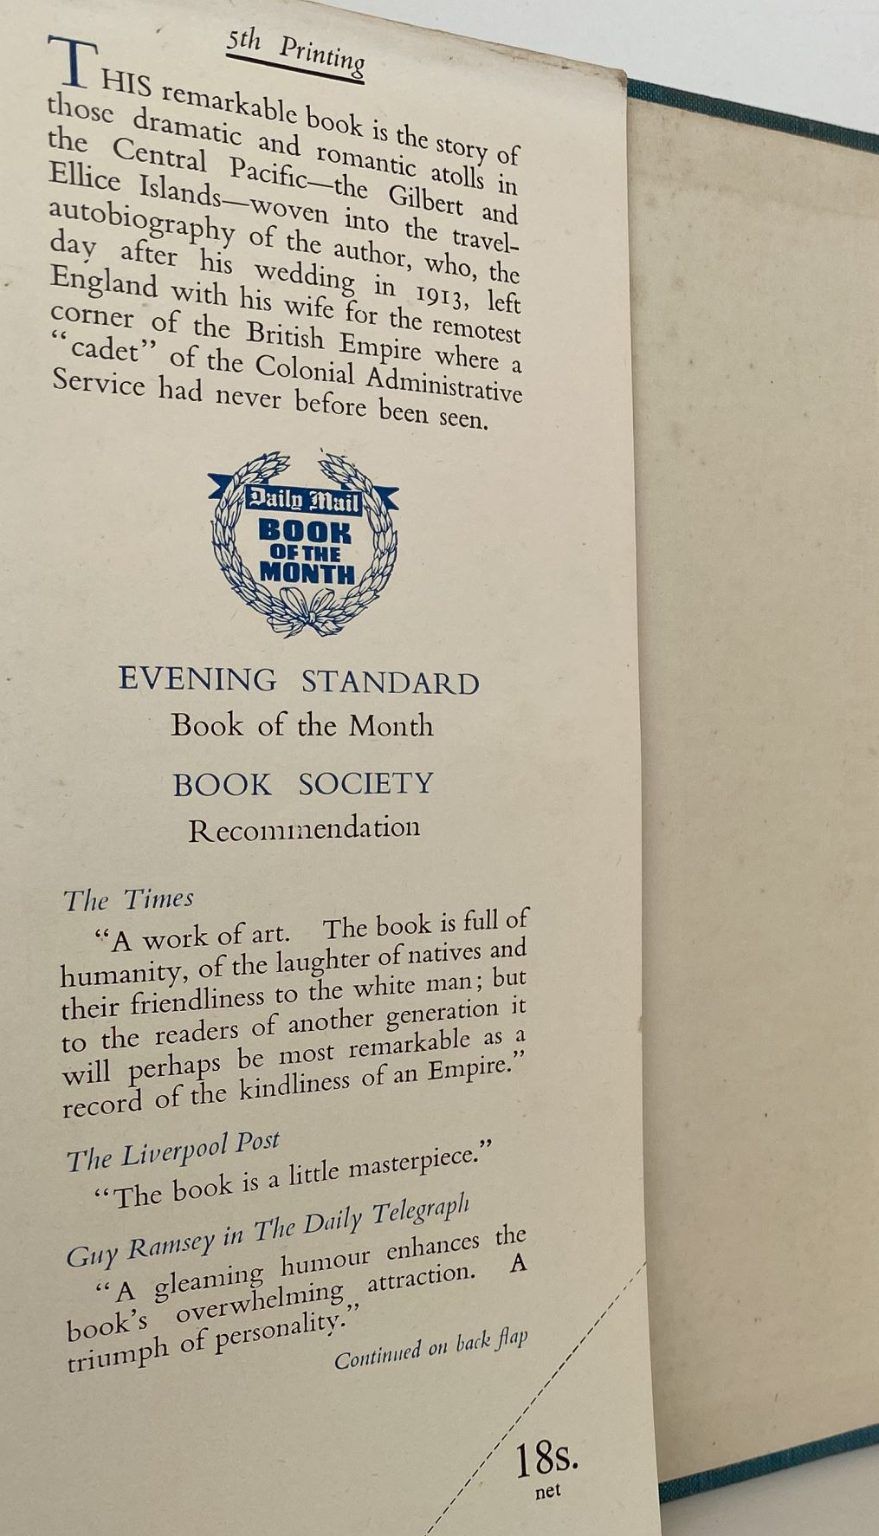 5th Printing
THIS remarkable book is the story of
those dramatic and romantic atolls in
the Central Pacific—the Gilbert and
Ellice Islands—woven into the travel-
autobiography of the author, who, the
day after his wedding in 1913, left
England with his wife for the remotest
corner of the British Empire where a
“cadet” of the Colonial Administrative
Service had never before been seen.
Daily Mail
BOOK
OF THE
MONTH
EVENING STANDARD
Book of the Month
BOOK SOCIETY
Recommendation
The Times
“A work of art. The book is full of
humanity, of the laughter of natives and
their friendliness to the white man; but
to the readers of another generation it
will perhaps be most remarkable as a
record of the kindliness of an Empire.”
The Liverpool Post
“The book is a little masterpiece.”
Guy Ramsey in The Daily Telegraph
“A gleaming humour enhances the
book’s overwhelming attraction. A
triumph of personality.”
Continued on back flap
18s.
net